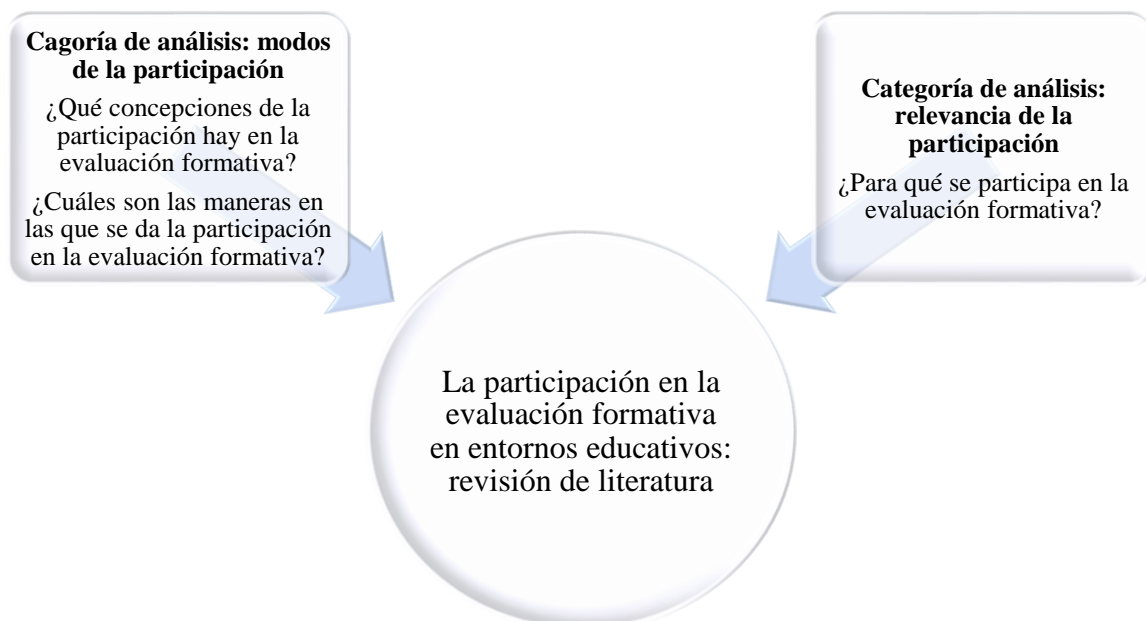 Cagoría de análisis: modos
de la participación
¿Qué concepciones de la
participación hay en la
evaluación formativa?
¿Cuáles son las maneras en
las que se da la participación
en la evaluación formativa?
Categoría de análisis:
relevancia de la
participación
¿Para qué se participa en la
evaluación formativa?
La participación en la
evaluación formativa
en entornos educativos:
revisión de literatura